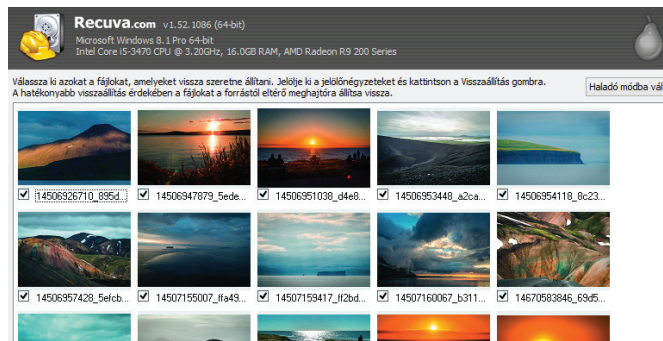 Recuva.com v1.52.1086 (64-bit)
Microsoft Windows 8.1 Pro 64-bit
Intel Core i5-3470 CPU @ 3.20GHz, 16.0GB RAM, AMD Radeon R9 200 Series
Válassza ki azokat a fájlokat, amelyeket vissza szeretne állítani. Jelölje ki a jelölőnégyzeteket és kattintson a Visszaállítás gombra.
A hatékonyabb visszaállítás érdekében a fájlokat a forrástól eltérő meghajtóra állítsa vissza.
Haladó módba vál
14506926710_895d... 14506947879_5ede... 14506951038_d4e8... 14506953448_a2ca... 14506954118_8c23...
14506957428_5efcb... 14507155007_ffa49... 14507159417_ff2bd... 14507160067_b311... 14670583846_69d5...